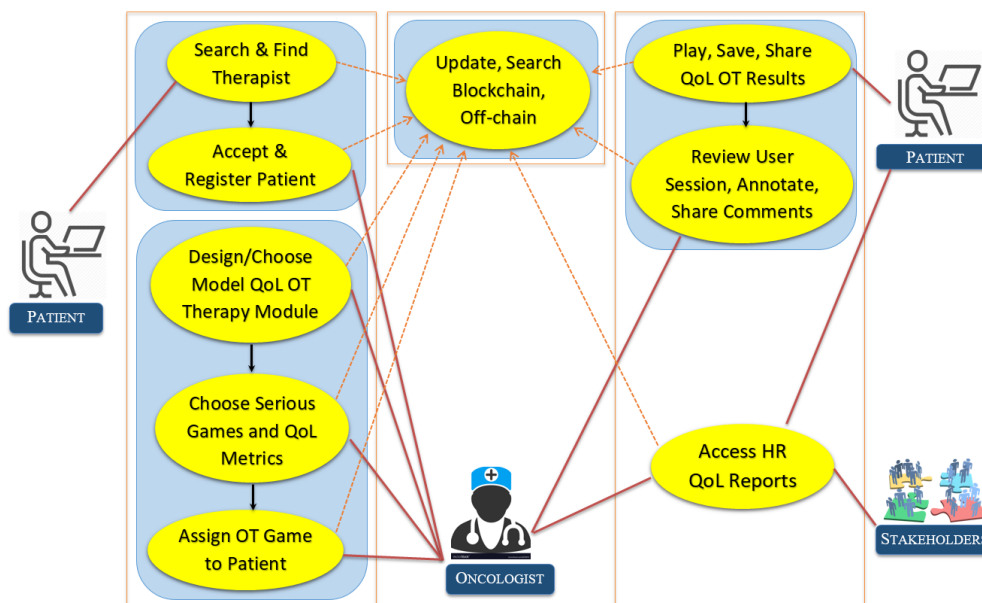 Search & Find
Therapist
Accept &
Register Patient
PATIENT
Design/Choose
Model QoL OT
Therapy Module
Choose Serious
Games and QoL
Metrics
Assign OT Game
to Patient
Update, Search
Blockchain,
Off-chain
ONCOLOGIST
Play, Save, Share
QoL OT Results
Review User
Session, Annotate,
Share Comments
PATIENT
Access HR
QoL Reports
STAKEHOLDERS